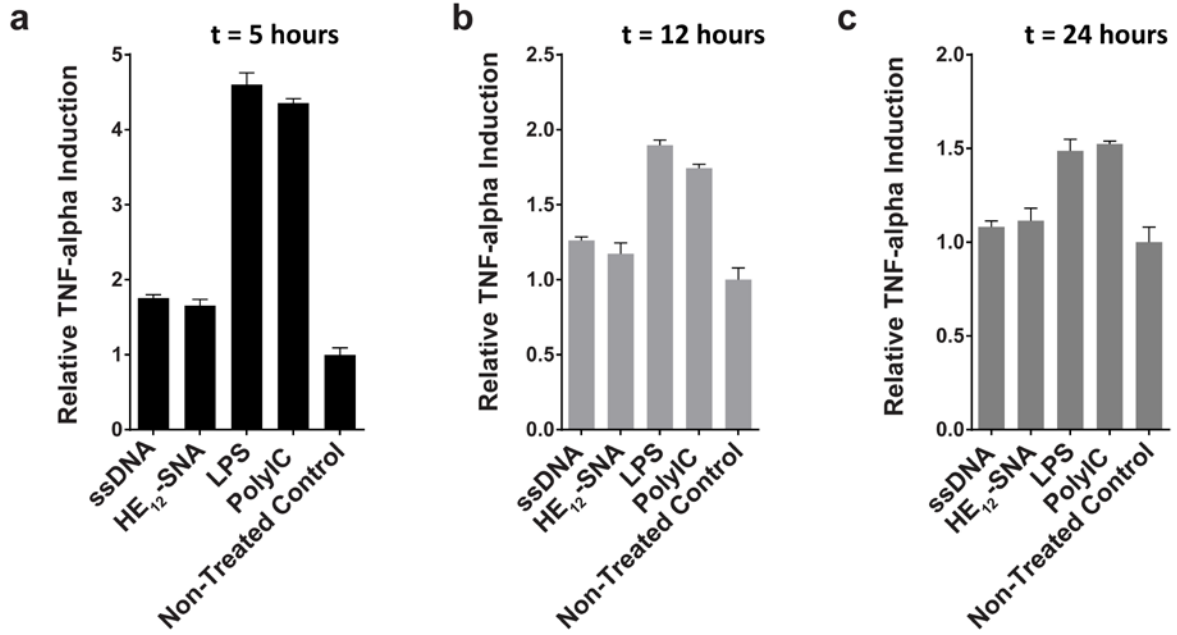 a
t = 5 hours
Relative TNF-alpha Induction
5
4
3
2
1
0
ssDNA
HE₁₂-SNA
LPS
PolyIC
Non-Treated Control
b
t = 12 hours
Relative TNF-alpha Induction
2.5
2.0
1.5
1.0
0.5
0.0
ssDNA
HE₁₂-SNA
LPS
PolyIC
Non-Treated Control
c
t = 24 hours
Relative TNF-alpha Induction
2.0
1.5
1.0
0.5
0.0
ssDNA
HE₁₂-SNA
LPS
PolyIC
Non-Treated Control